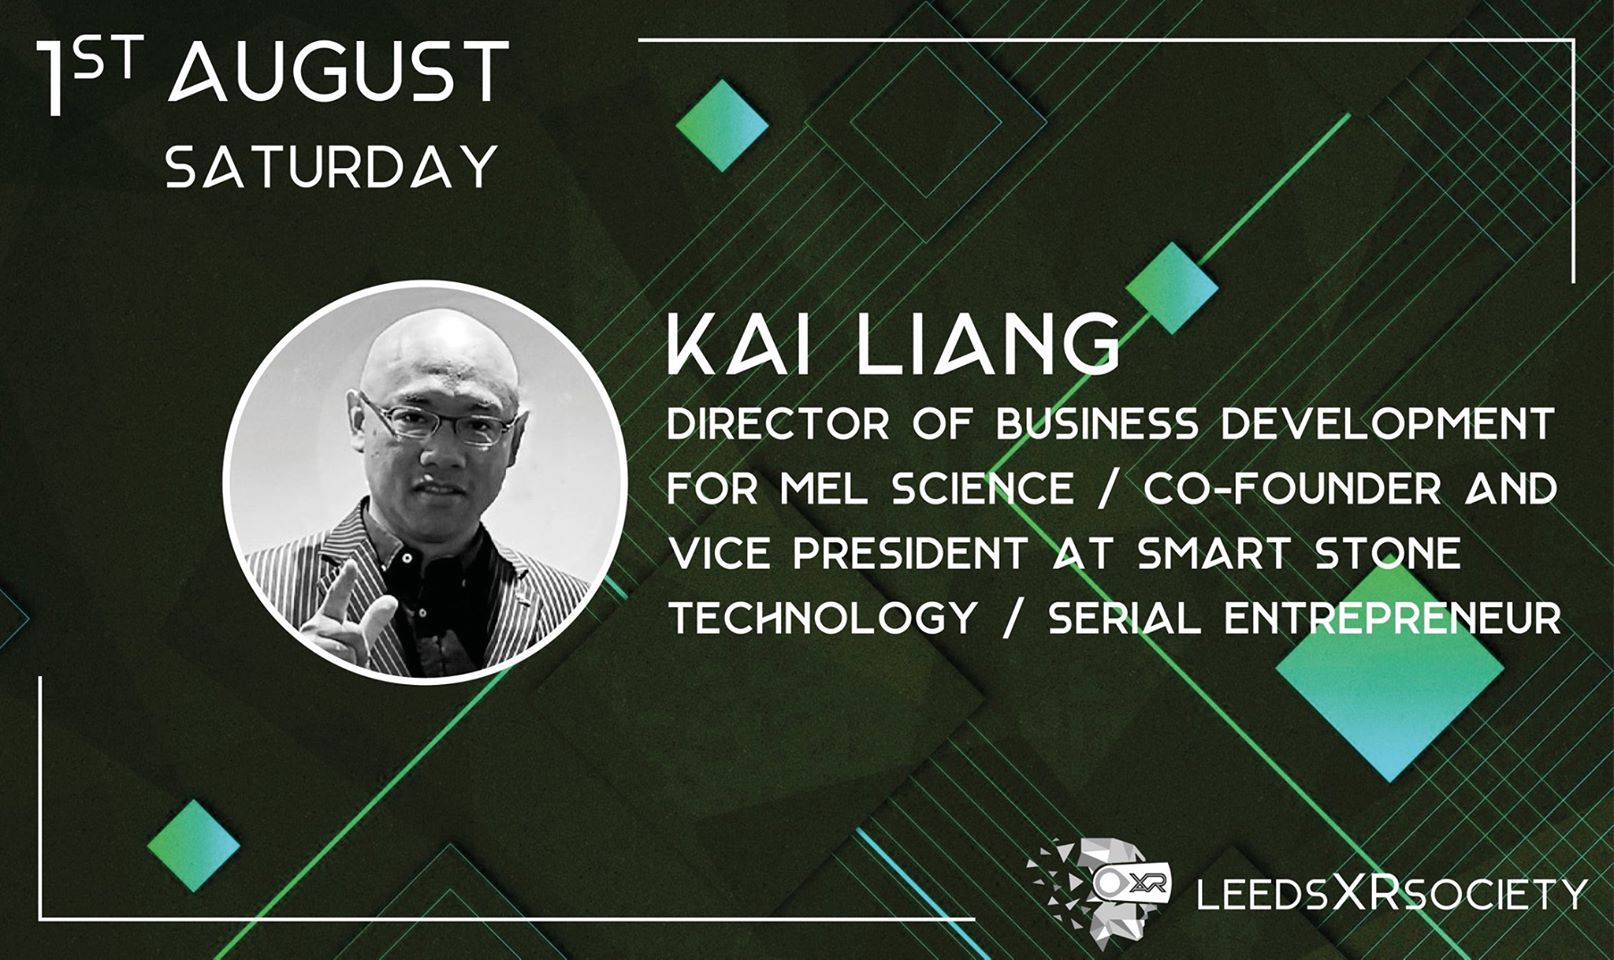 1ST AUGUST
SATURDAY
KAI LIANG
DIRECTOR OF BUSINESS DEVELOPMENT
FOR MEL SCIENCE / CO-FOUNDER AND
VICE PRESIDENT AT SMART STONE
TECHNOLOGY / SERIAL ENTREPRENEUR
XR
LEEDSXRSOCIETY